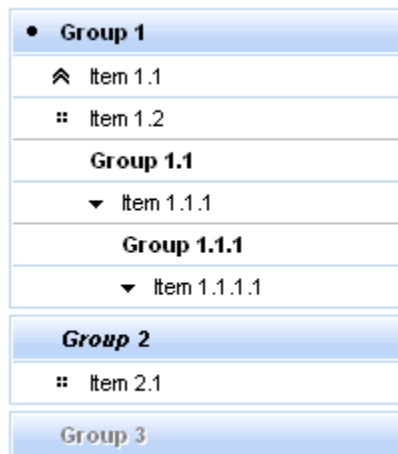 Group 1
Item 1.1
Item 1.2
Group 1.1
Item 1.1.1
Group 1.1.1
Item 1.1.1.1
Group 2
Item 2.1
Group 3